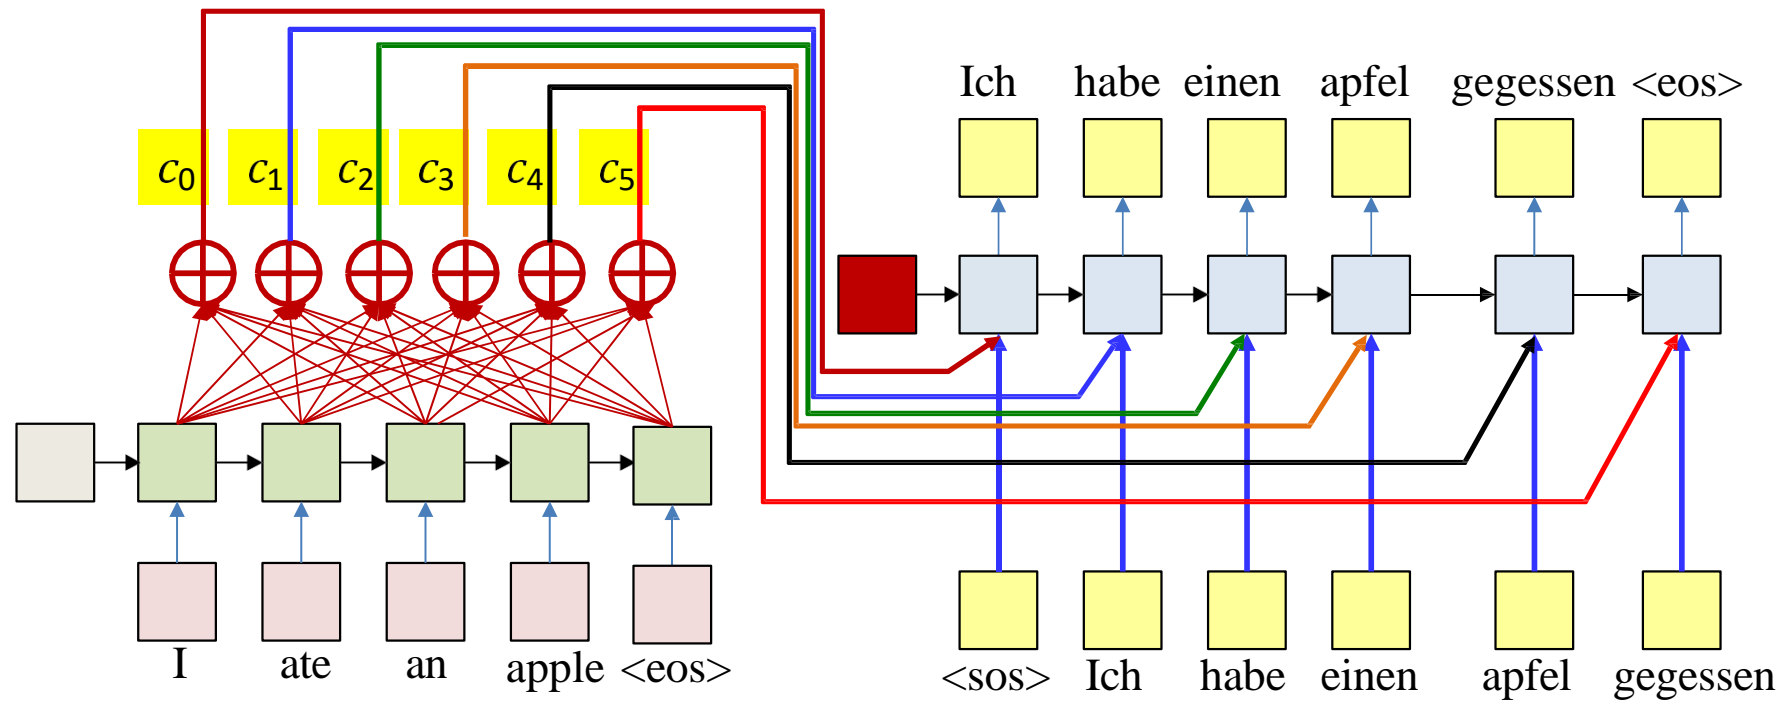 Ich habe einen apfel gegessen <eos>
c0 c1 c2 c3 c4 c5
I ate an apple <eos>
<sos> Ich habe einen apfel gegessen